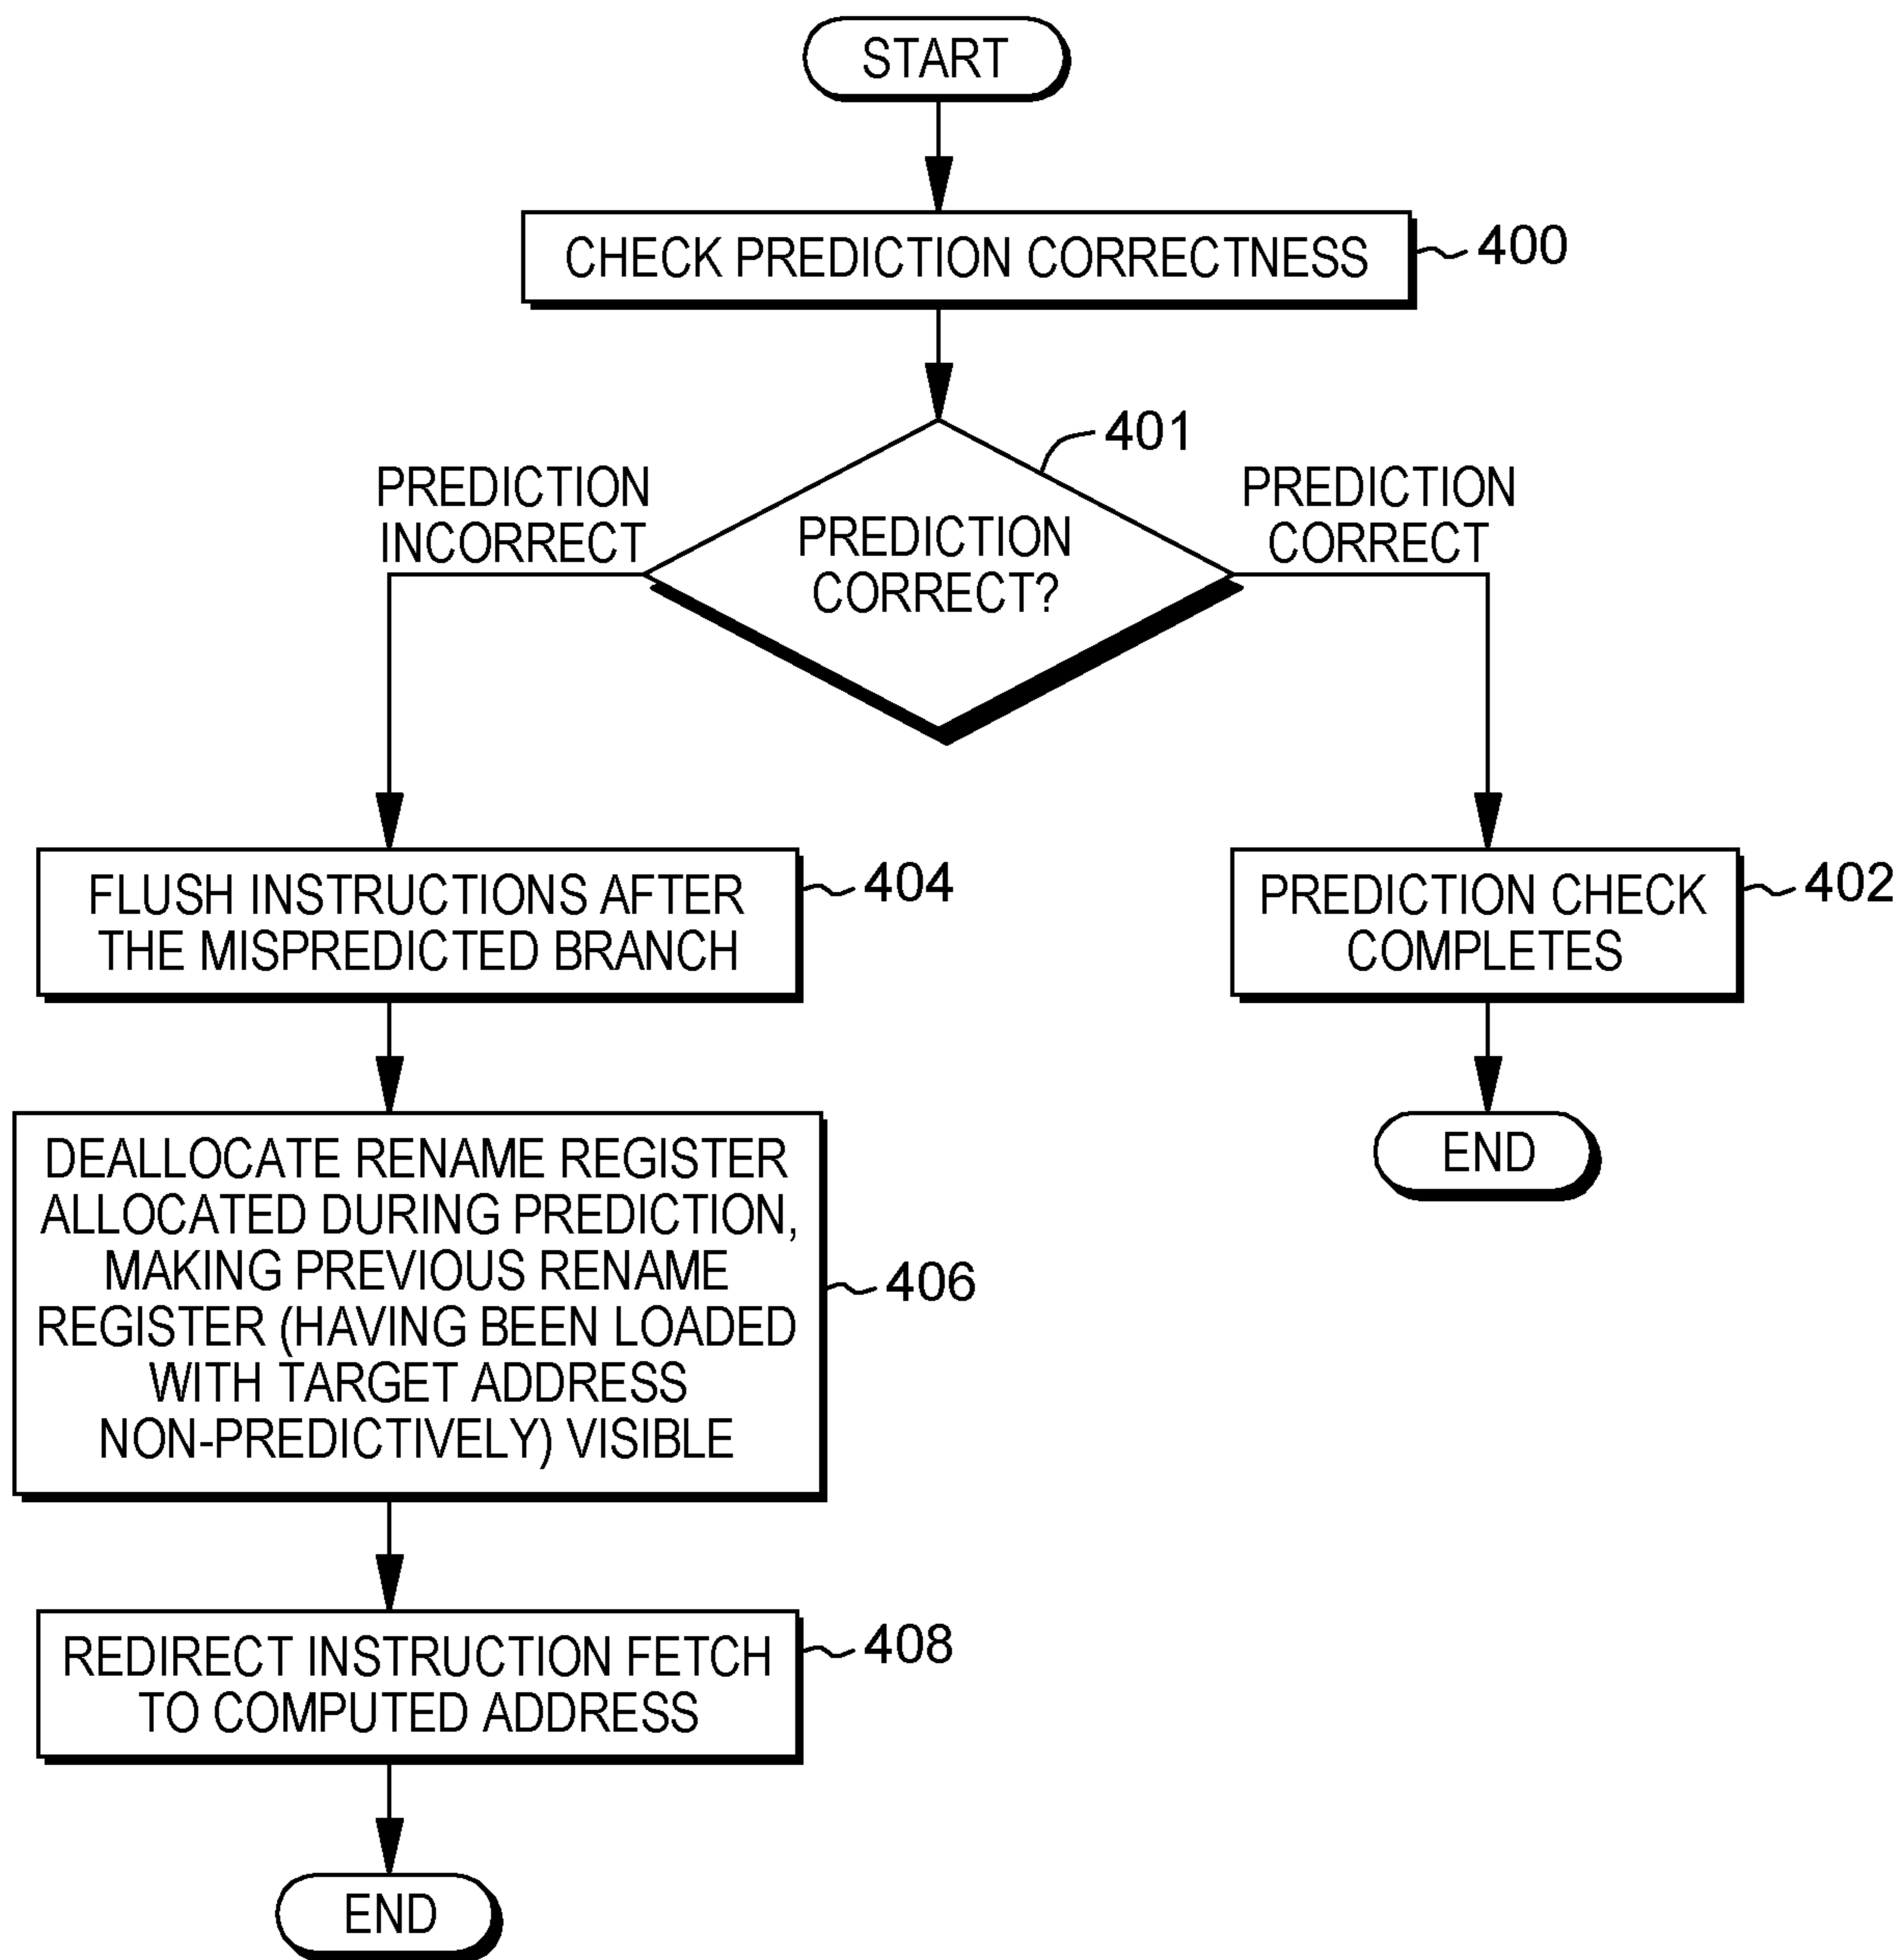 START
CHECK PREDICTION CORRECTNESS
400
401
PREDICTION
INCORRECT
PREDICTION
CORRECT?
PREDICTION
CORRECT
FLUSH INSTRUCTIONS AFTER
THE MISPREDICTED BRANCH
404
PREDICTION CHECK
COMPLETES
402
DEALLOCATE RENAME REGISTER
ALLOCATED DURING PREDICTION,
MAKING PREVIOUS RENAME
REGISTER (HAVING BEEN LOADED
WITH TARGET ADDRESS
NON-PREDICTIVELY) VISIBLE
406
END
REDIRECT INSTRUCTION FETCH
TO COMPUTED ADDRESS
408
END